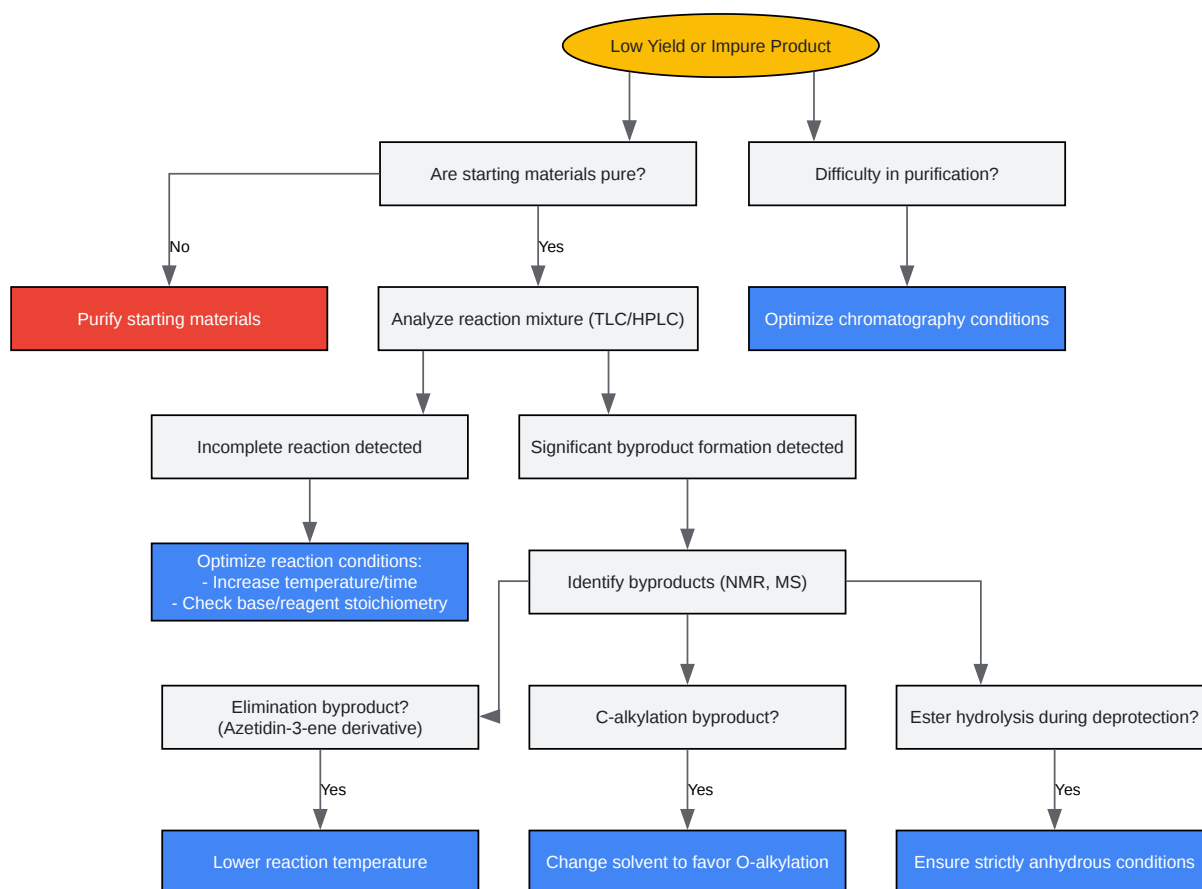 Low Yield or Impure Product
Are starting materials pure?
Difficulty in purification?
No
Yes
Purify starting materials
Analyze reaction mixture (TLC/HPLC)
Optimize chromatography conditions
Incomplete reaction detected
Significant byproduct formation detected
Optimize reaction conditions:
- Increase temperature/time
- Check base/reagent stoichiometry
Identify byproducts (NMR, MS)
Elimination byproduct?
(Azetidin-3-ene derivative)
C-alkylation byproduct?
Ester hydrolysis during deprotection?
Yes
Yes
Yes
Lower reaction temperature
Change solvent to favor O-alkylation
Ensure strictly anhydrous conditions